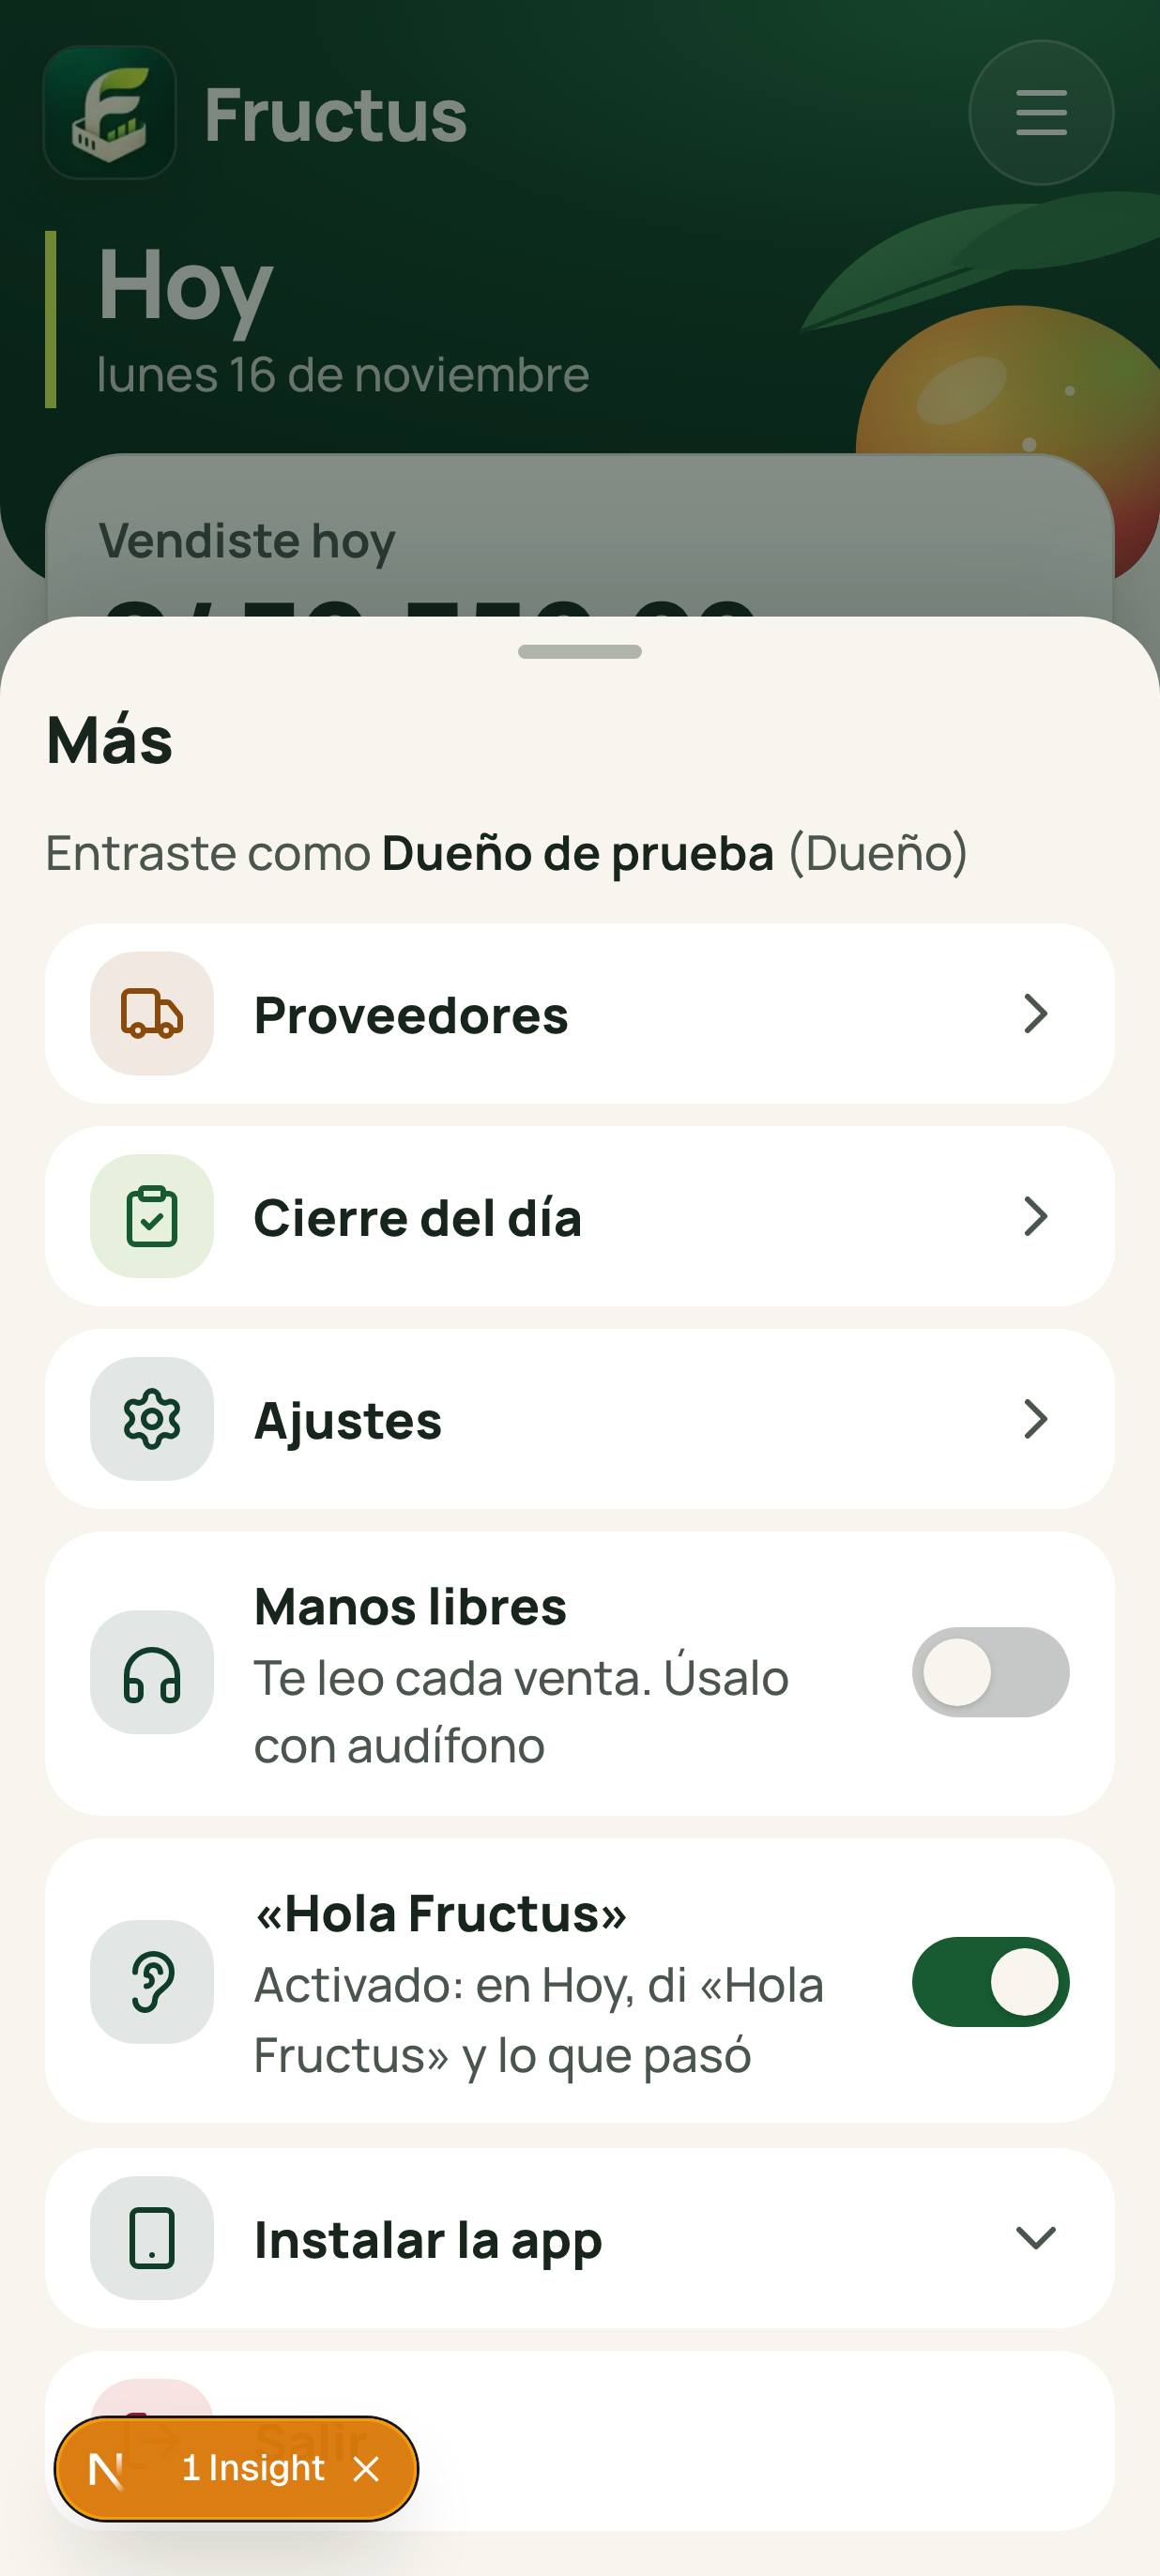 Fructus
Hoy
lunes 16 de noviembre
Vendiste hoy
Más
Entraste como Dueño de prueba (Dueño)
Proveedores
Cierre del día
Ajustes
Manos libres
Te leo cada venta. Úsalo
con audífono
«Hola Fructus»
Activado: en Hoy, di «Hola
Fructus» y lo que pasó
Instalar la app
Salir
1 Insight